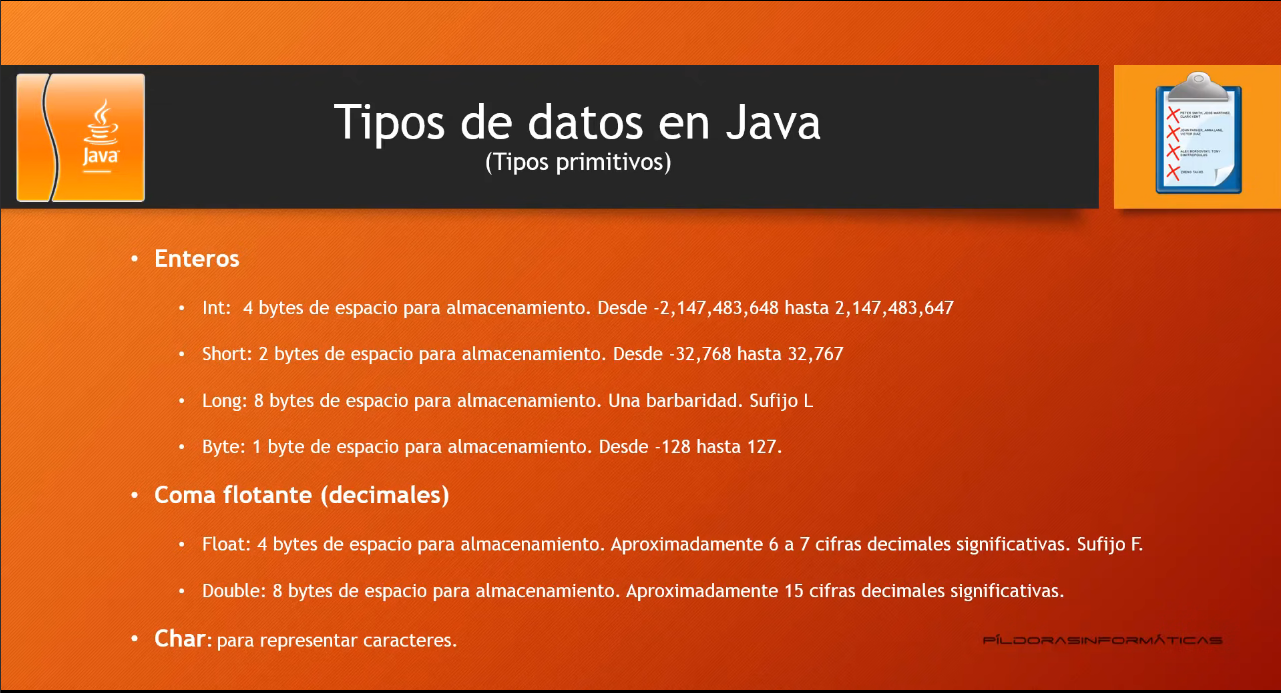 Tipos de datos en Java
(Tipos primitivos)
Java
• Enteros
• Int: 4 bytes de espacio para almacenamiento. Desde -2,147,483,648 hasta 2,147,483,647
• Short: 2 bytes de espacio para almacenamiento. Desde -32,768 hasta 32,767
• Long: 8 bytes de espacio para almacenamiento. Una barbaridad. Sufijo L
• Byte: 1 byte de espacio para almacenamiento. Desde -128 hasta 127.
• Coma flotante (decimales)
• Float: 4 bytes de espacio para almacenamiento. Aproximadamente 6 a 7 cifras decimales significativas. Sufijo F.
• Double: 8 bytes de espacio para almacenamiento. Aproximadamente 15 cifras decimales significativas.
• Char: para representar caracteres.
PÍLDORASINFORMÁTICAS